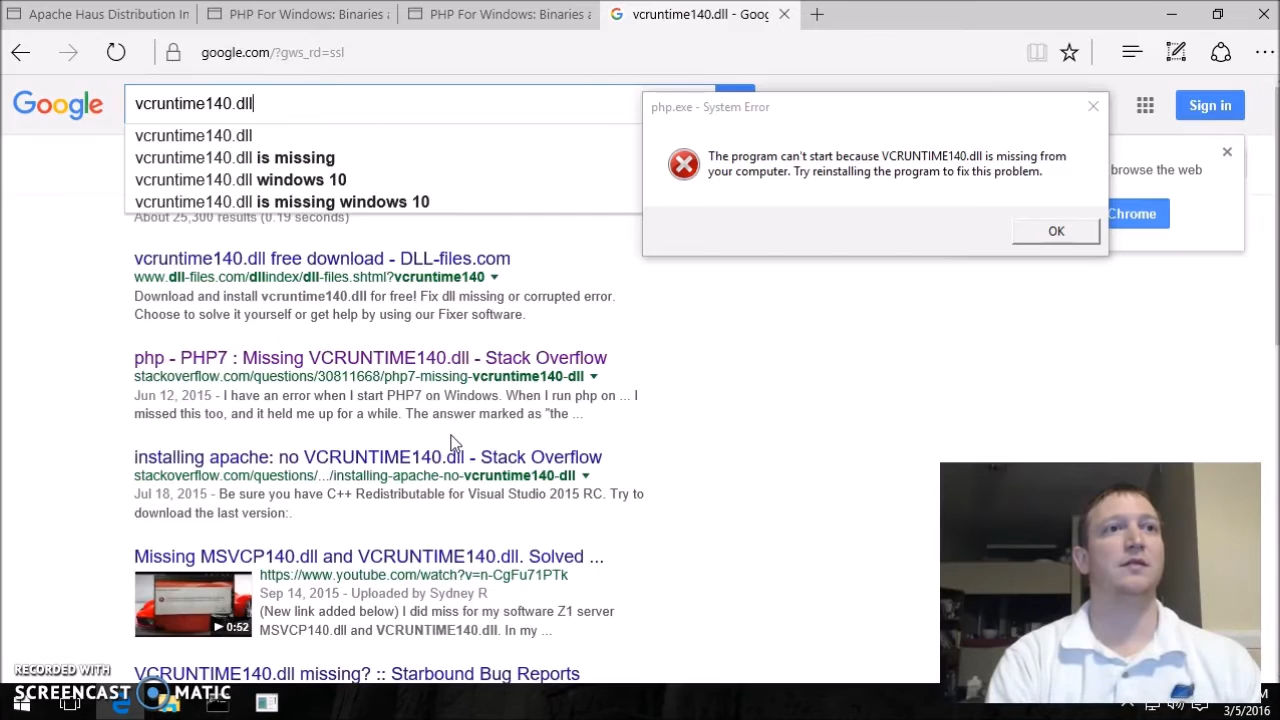 Apache Haus Distribution In
PHP For Windows: Binaries a
PHP For Windows: Binaries a
vcruntime140.dll - Goog
google.com/?gws_rd=ssl
Google
vcruntime140.dll
Sign in
vcruntime140.dll
vcruntime140.dll is missing
vcruntime140.dll windows 10
vcruntime140.dll is missing windows 10
php.exe - System Error
The program can't start because VCRUNTIME140.dll is missing from
your computer. Try reinstalling the program to fix this problem.
OK
browse the web
Chrome
About 25,300 results (0.19 seconds)
vcruntime140.dll free download - DLL-files.com
www.dll-files.com/dllindex/dll-files.shtml?vcruntime140
Download and install vcruntime140.dll for free! Fix dll missing or corrupted error.
Choose to solve it yourself or get help by using our Fixer software.
php - PHP7 : Missing VCRUNTIME140.dll - Stack Overflow
stackoverflow.com/questions/30811668/php7-missing-vcruntime140-dll
Jun 12, 2015 - I have an error when I start PHP7 on Windows. When I run php on ... I
missed this too, and it held me up for a while. The answer marked as "the ...
installing apache: no VCRUNTIME140.dll - Stack Overflow
stackoverflow.com/questions/.../installing-apache-no-vcruntime140-dll
Jul 18, 2015 - Be sure you have C++ Redistributable for Visual Studio 2015 RC. Try to
download the last version:.
Missing MSVCP140.dll and VCRUNTIME140.dll. Solved ...
https://www.youtube.com/watch?v=n-CgFu71PTk
Sep 14, 2015 - Uploaded by Sydney R
(New link added below) I did miss for my software Z1 server
MSVCP140.dll and VCRUNTIME140.dll. In my ...
0:52
VCRUNTIME140.dll missing? :: Starbound Bug Reports
RECORDED WITH
SCREENCAST MATIC
M
3/5/2016